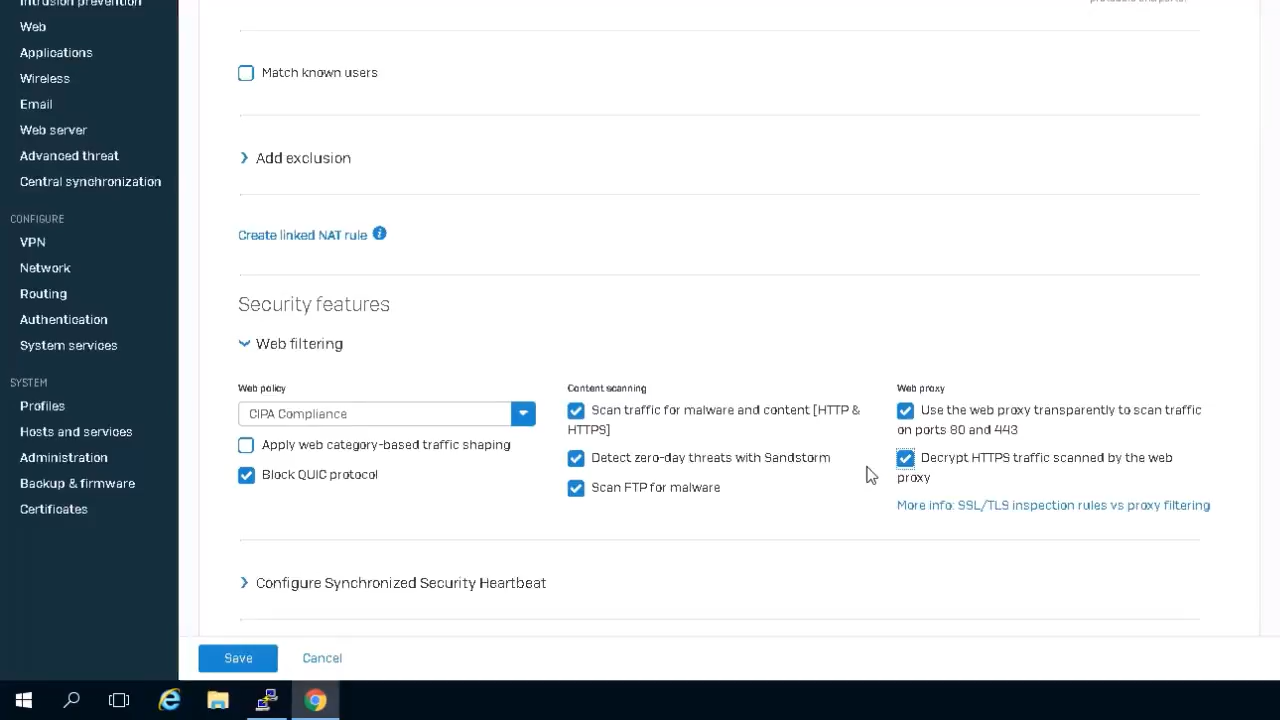 Intrusion prevention
Web
Applications
Wireless
Email
Web server
Advanced threat
Central synchronization
CONFIGURE
VPN
Network
Routing
Authentication
System services
SYSTEM
Profiles
Hosts and services
Administration
Backup & firmware
Certificates
Match known users
Add exclusion
Create linked NAT rule
Security features
Web filtering
Web policy
CIPA Compliance
Apply web category-based traffic shaping
Block QUIC protocol
Content scanning
Scan traffic for malware and content [HTTP &
HTTPS]
Detect zero-day threats with Sandstorm
Scan FTP for malware
Web proxy
Use the web proxy transparently to scan traffic
on ports 80 and 443
Decrypt HTTPS traffic scanned by the web
proxy
More info: SSL/TLS inspection rules vs proxy filtering
Configure Synchronized Security Heartbeat
Save
Cancel